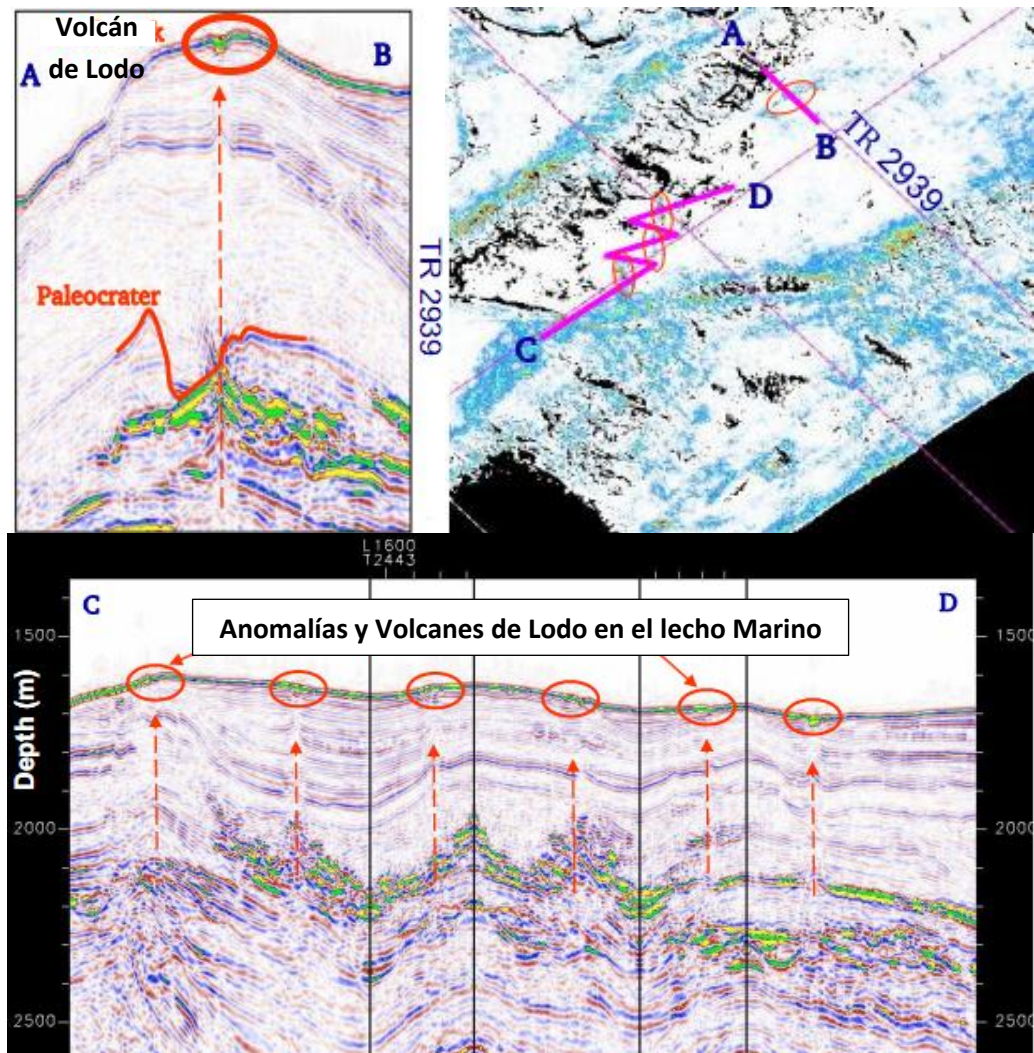 Volcán
de Lodo
A
B
Paleocrater
TR 2939
A
B
TR 2939
D
C
L1600
T2443
C
D
Anomalías y Volcanes de Lodo en el lecho Marino
1500
1500
Depth (m)
2000
2000
2500
2500